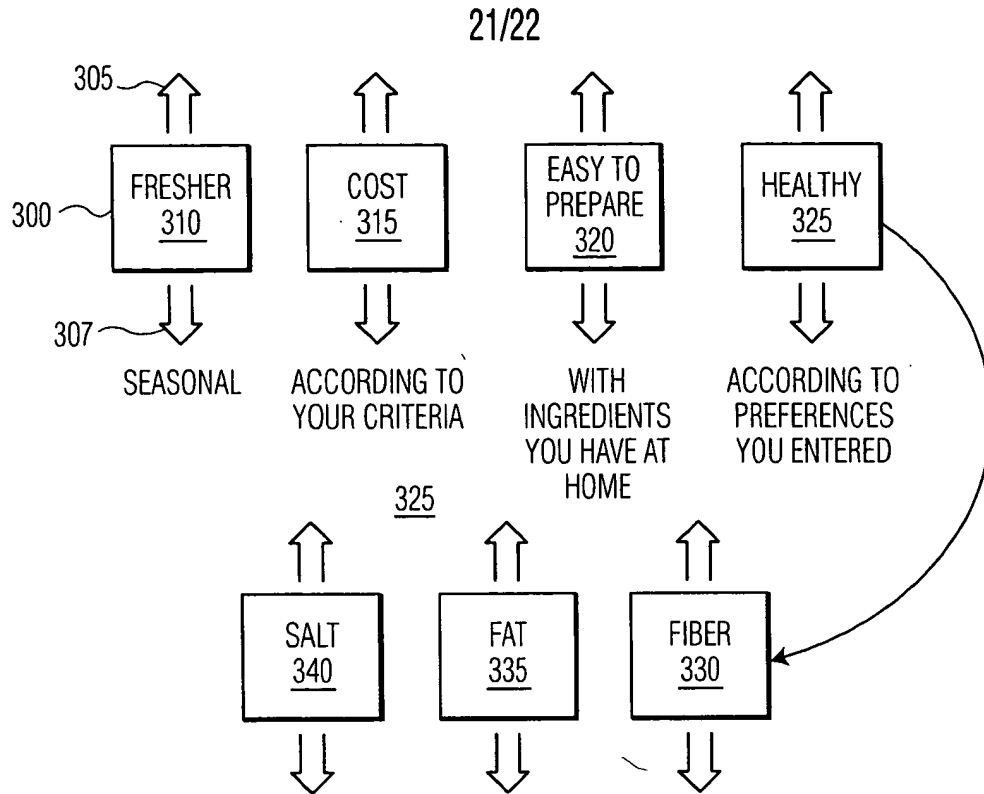 21/22
305
300
307
FRESHER
310
COST
315
EASY TO
PREPARE
320
HEALTHY
325
SEASONAL
ACCORDING TO
YOUR CRITERIA
WITH
INGREDIENTS
YOU HAVE AT
HOME
ACCORDING TO
PREFERENCES
YOU ENTERED
325
SALT
340
FAT
335
FIBER
330